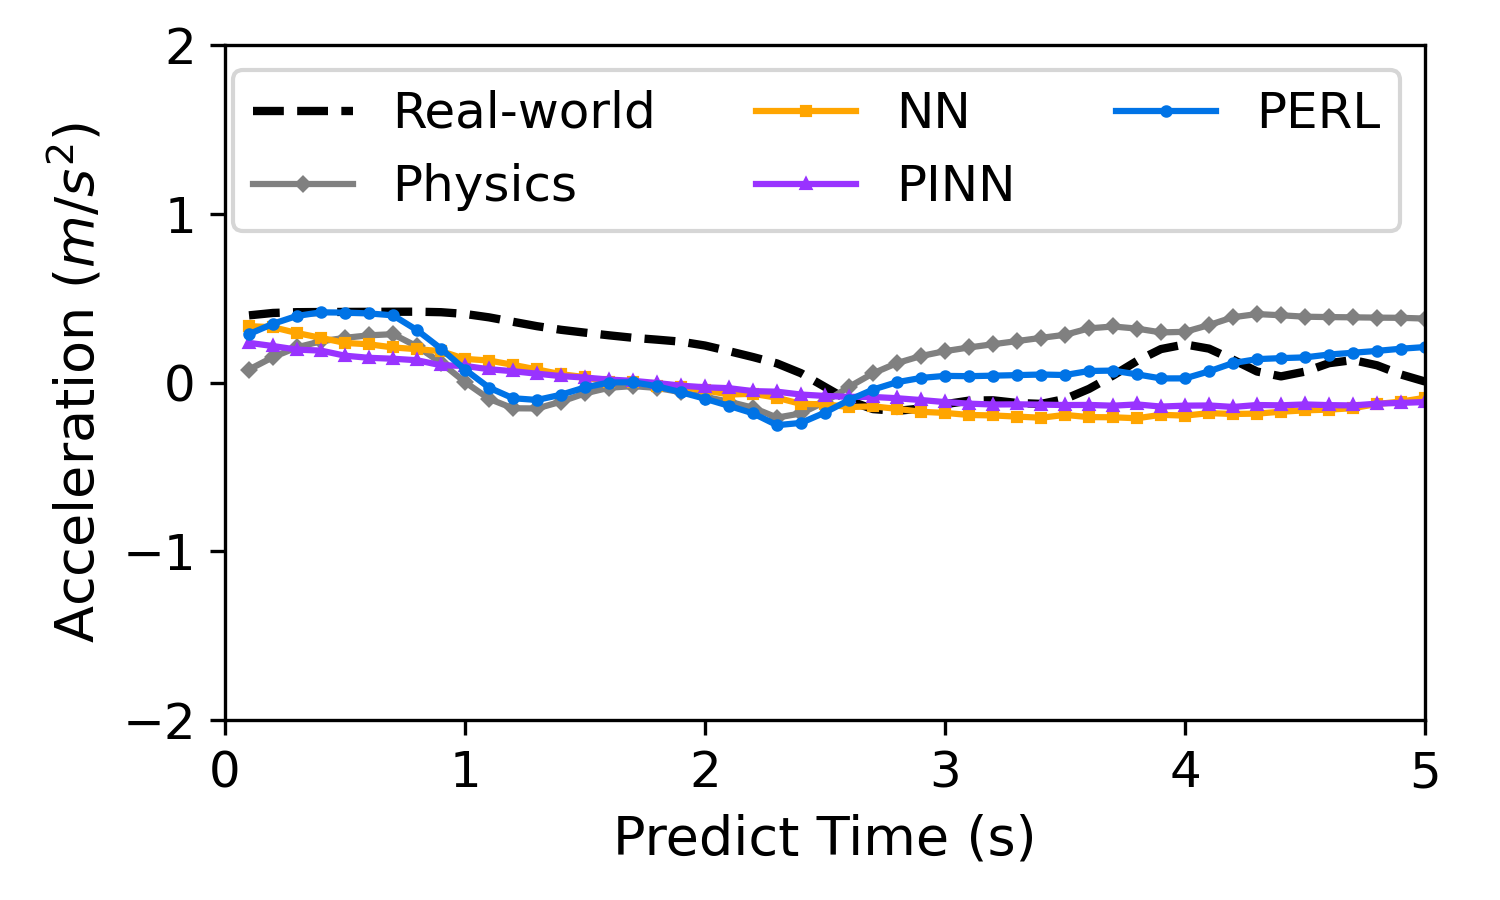 2
1
0
−1
−2
Acceleration (m/s²)
Real-world
Physics
NN
PINN
PERL
0 1 2 3 4 5
Predict Time (s)